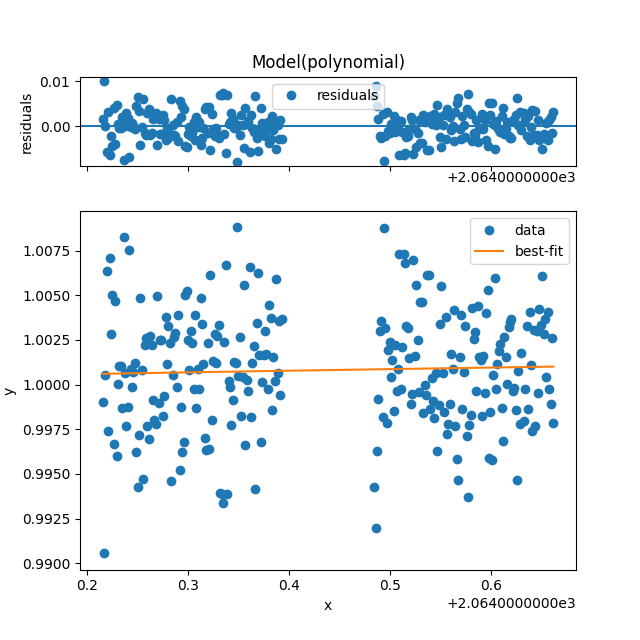 Model(polynomial)
0.01
0.00
residuals
residuals
+2.0640000000e3
1.0075
1.0050
1.0025
1.0000
0.9975
0.9950
0.9925
0.9900
y
data
best-fit
0.2 0.3 0.4 0.5 0.6
x
+2.0640000000e3